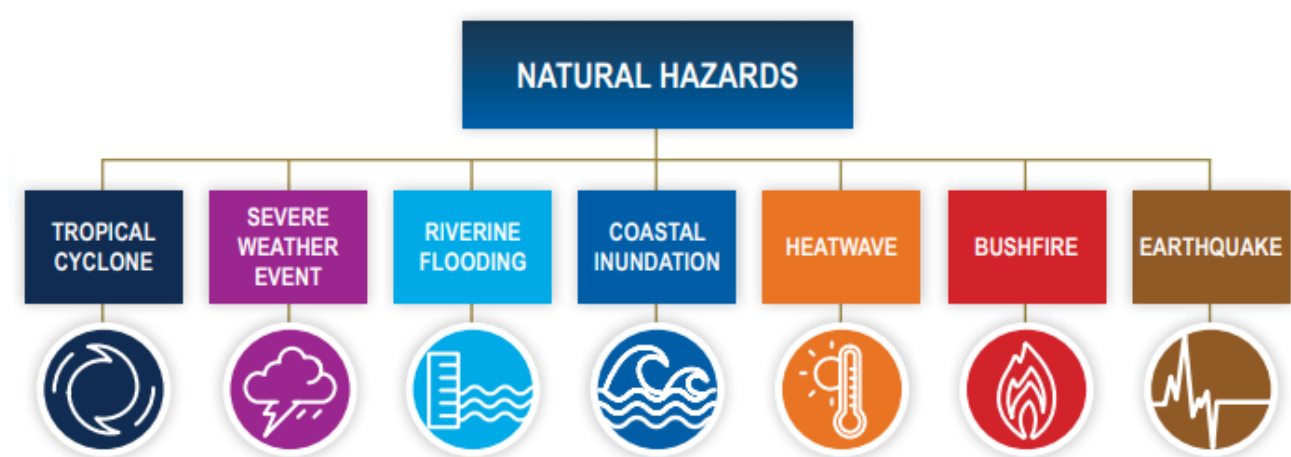 NATURAL HAZARDS
TROPICAL
CYCLONE
SEVERE
WEATHER
EVENT
RIVERINE
FLOODING
COASTAL
INUNDATION
HEATWAVE
BUSHFIRE
EARTHQUAKE